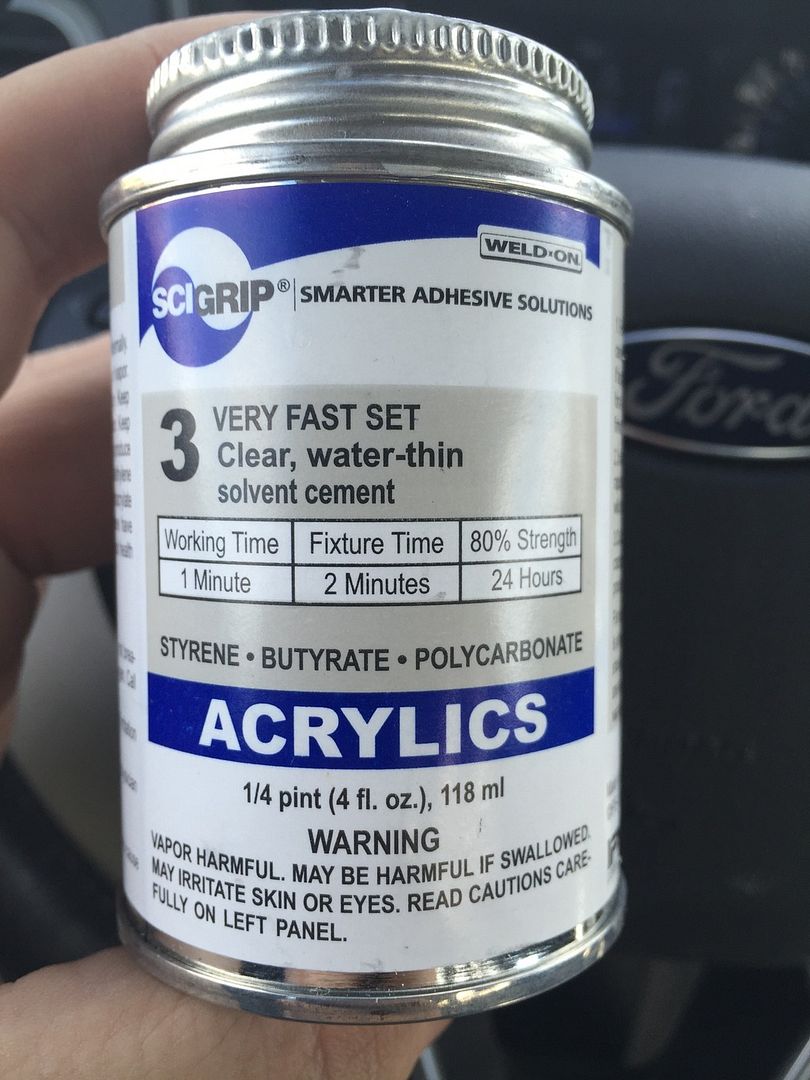 WELD-ON
SCIGRIP® SMARTER ADHESIVE SOLUTIONS
3 VERY FAST SET
Clear, water-thin
solvent cement
Working Time Fixture Time 80% Strength
1 Minute 2 Minutes 24 Hours
STYRENE • BUTYRATE • POLYCARBONATE
ACRYLICS
1/4 pint (4 fl. oz.), 118 ml
WARNING
VAPOR HARMFUL. MAY BE HARMFUL IF SWALLOWED.
MAY IRRITATE SKIN OR EYES. READ CAUTIONS CARE-
FULLY ON LEFT PANEL.
Ford